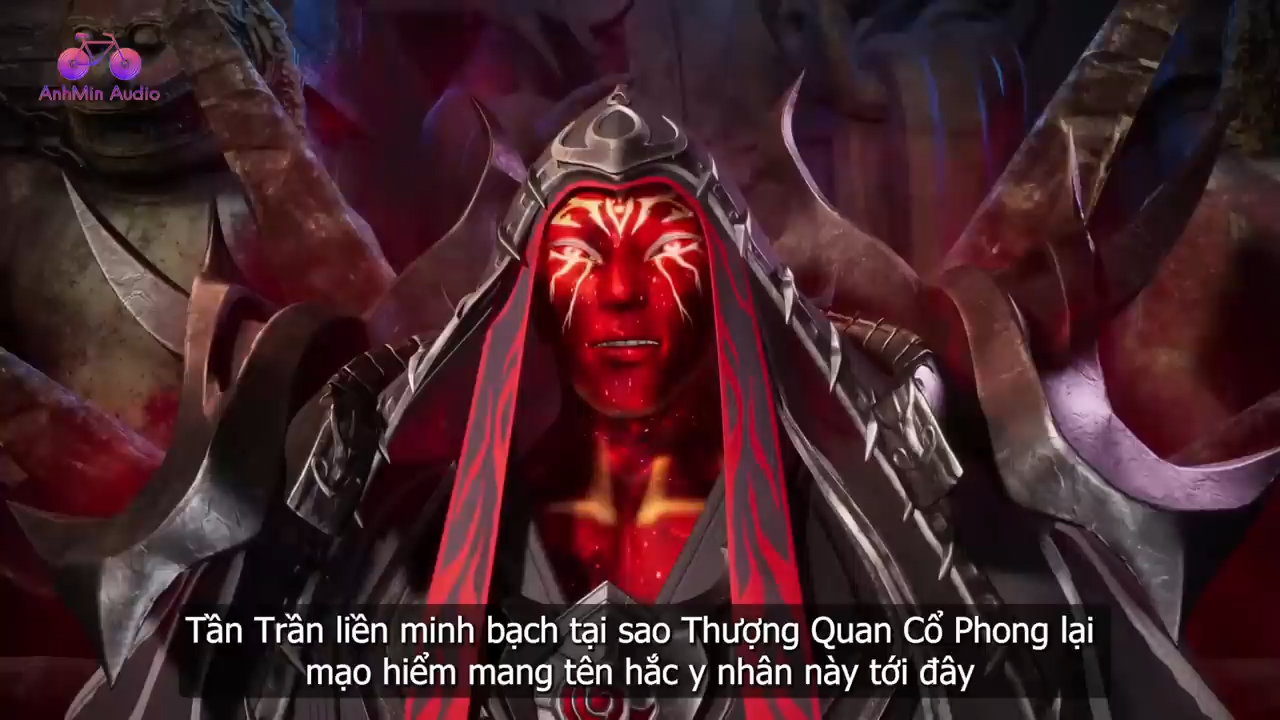 AnhMin Audio
Tần Trần liền minh bạch tại sao Thượng Quan Cổ Phong lại
mạo hiểm mang tên hắc y nhân này tới đây